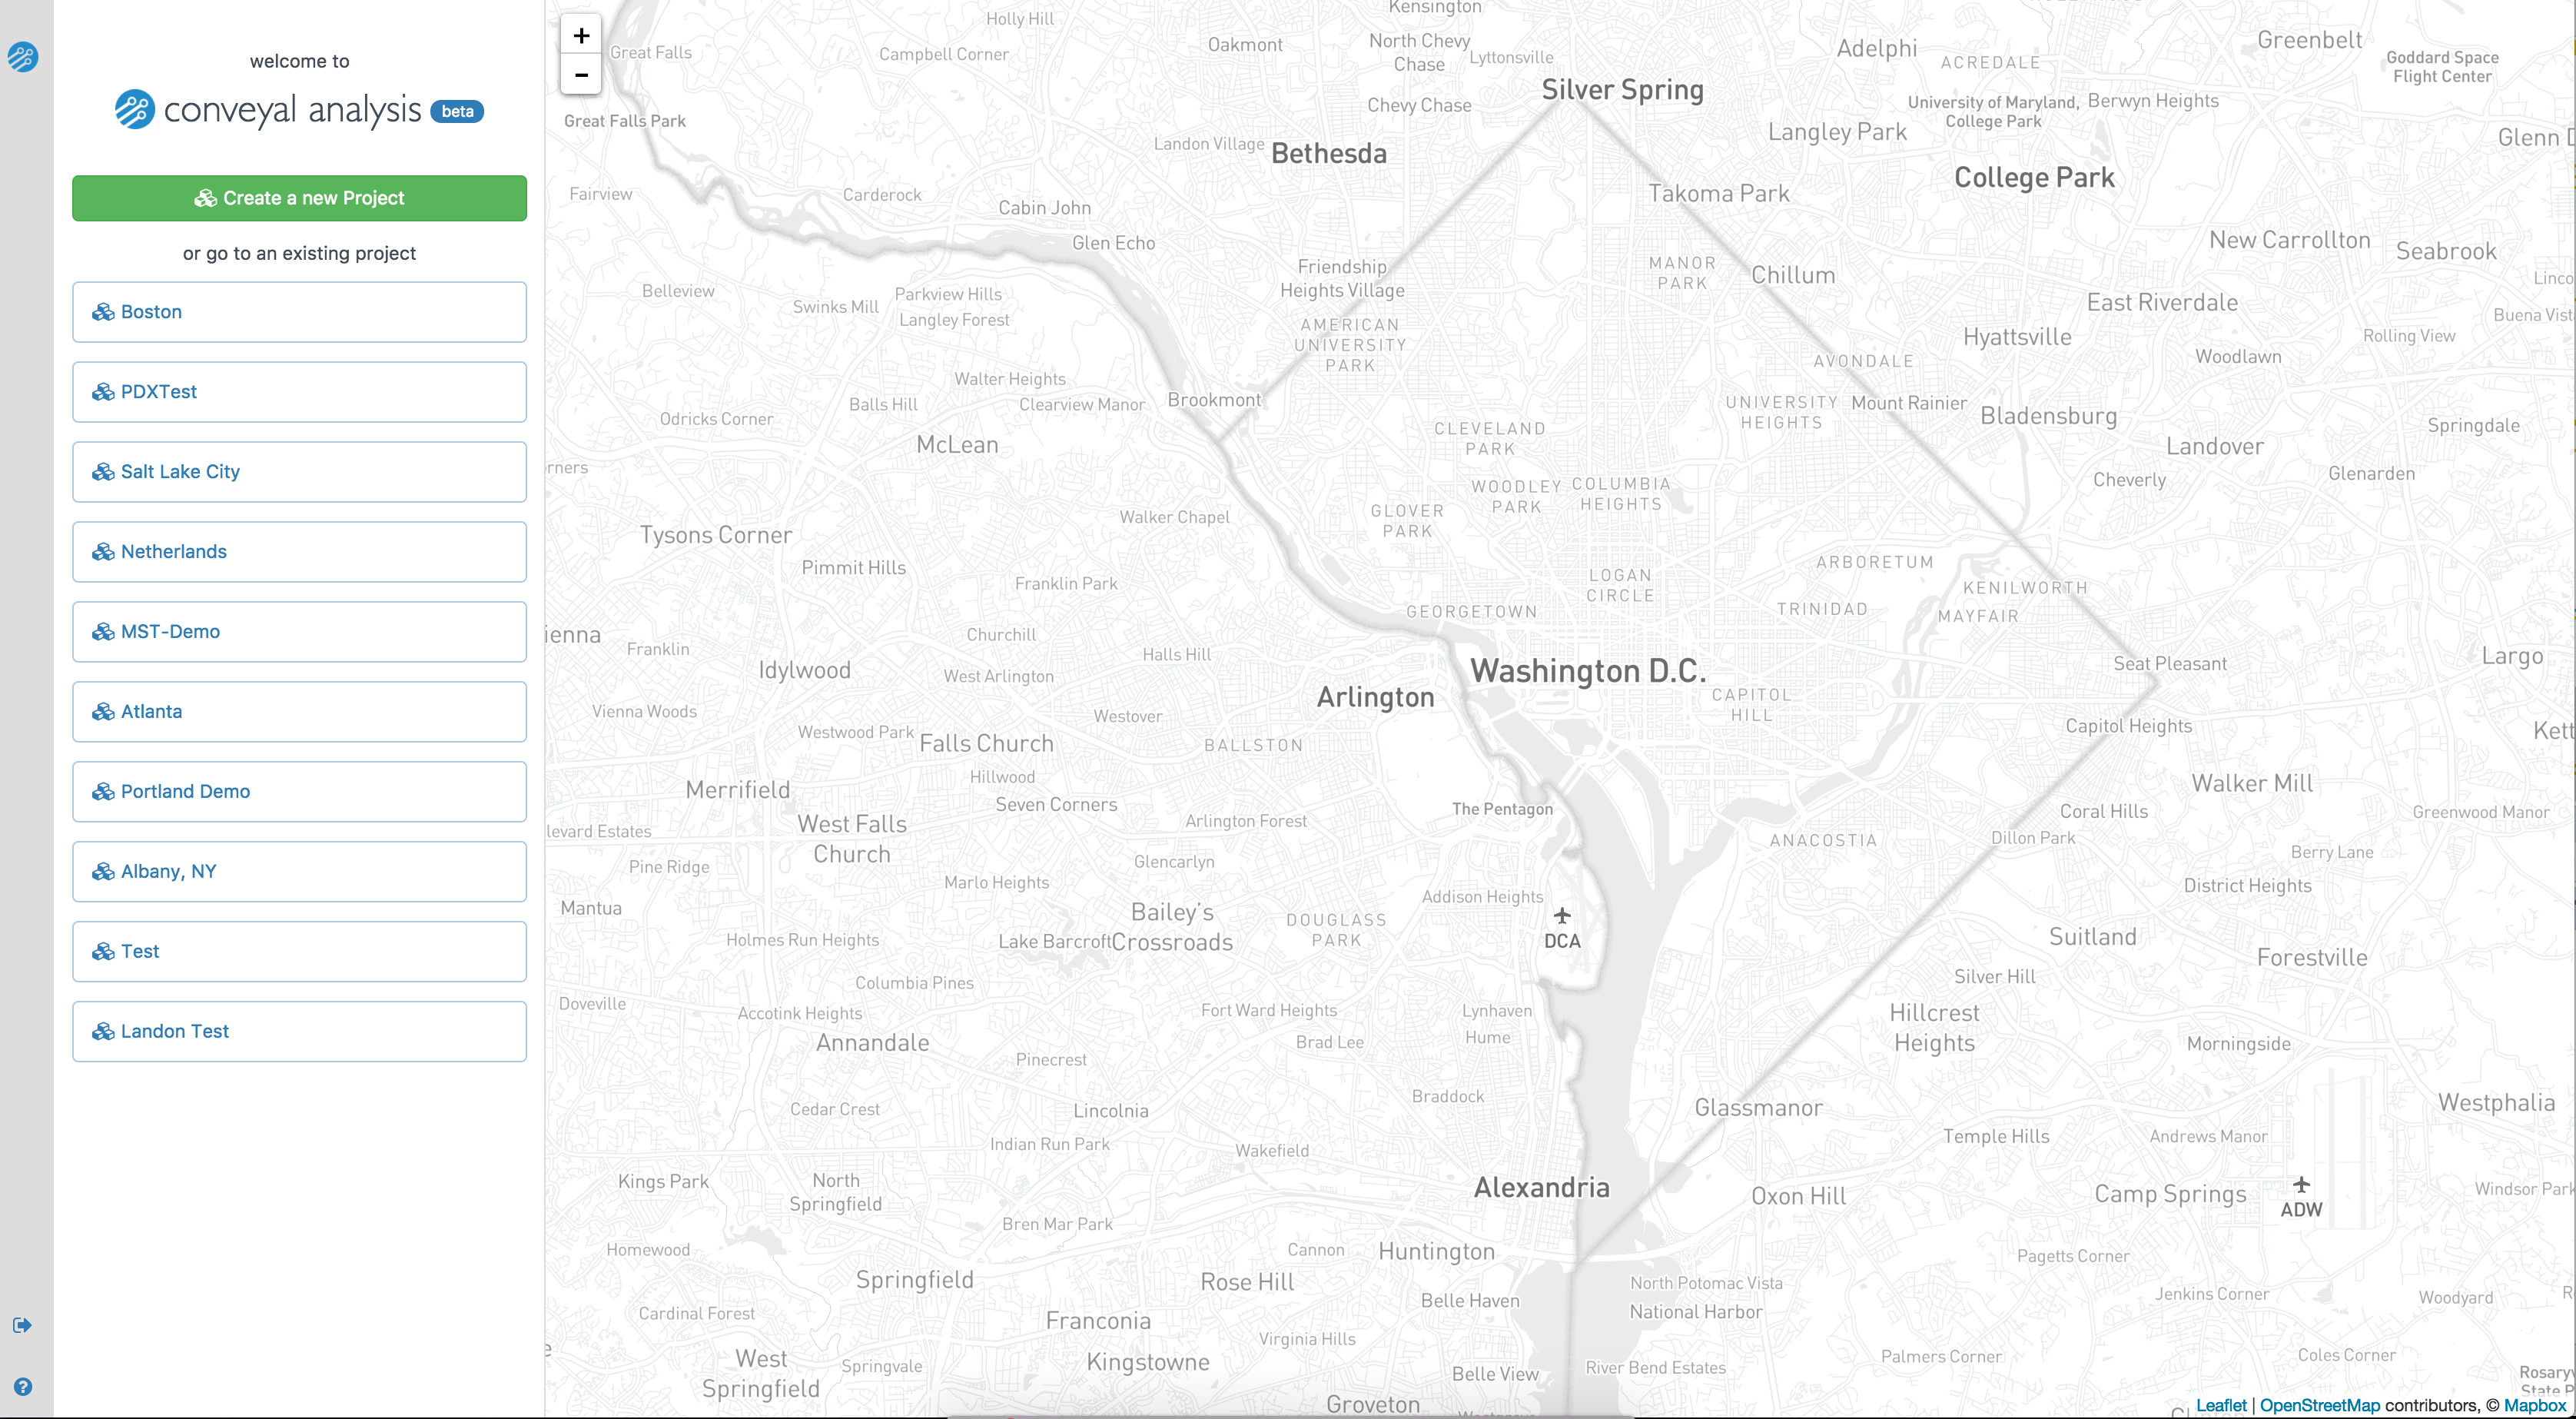 welcome to
conveyal analysis beta
Create a new Project
or go to an existing project
Boston
PDXTest
Salt Lake City
Netherlands
MST-Demo
Atlanta
Portland Demo
Albany, NY
Test
Landon Test
+
−
Kensington
Holly Hill
Great Falls
Campbell Corner
Oakmont
North Chevy
Chase
Lyttonsville
Adelphi
ACREDALE
Greenbelt
Goddard Space
Flight Center
Silver Spring
Chevy Chase
University of Maryland,
College Park
Berwyn Heights
Great Falls Park
Langley Park
Landon Village
Bethesda
College Park
Fairview
Carderock
Cabin John
Takoma Park
Glen Echo
New Carrollton
Seabrook
Friendship
Heights Village
MANOR
PARK
Chillum
Belleview
Swinks Mill
Parkview Hills
Langley Forest
East Riverdale
AMERICAN
UNIVERSITY
PARK
Hyattsville
Rolling View
Woodlawn
AVONDALE
Walter Heights
Balls Hill
Clearview Manor
Brookmont
UNIVERSITY
HEIGHTS
Mount Rainier
Bladensburg
Odricks Corner
McLean
CLEVELAND
PARK
Landover
Springdale
Cheverly
Glenarden
WOODLEY
PARK
COLUMBIA
HEIGHTS
Walker Chapel
GLOVER
PARK
Tysons Corner
Pimmit Hills
Franklin Park
LOGAN
CIRCLE
ARBORETUM
KENILWORTH
GEORGETOWN
TRINIDAD
MAYFAIR
Churchill
Franklin
Halls Hill
Idylwood
West Arlington
Washington D.C.
Seat Pleasant
Largo
Arlington
CAPITOL
HILL
Vienna Woods
Westover
Westwood Park
Falls Church
BALLSTON
Capitol Heights
Hillwood
Merrifield
Seven Corners
The Pentagon
Walker Mill
West Falls
Church
Arlington Forest
Coral Hills
Greenwood Manor
levard Estates
ANACOSTIA
Dillon Park
Pine Ridge
Glencarlyn
Berry Lane
Marlo Heights
Addison Heights
District Heights
Mantua
Bailey's
Crossroads
DOUGLASS
PARK
Holmes Run Heights
Lake Barcroft
DCA
Suitland
Forestville
Columbia Pines
Silver Hill
Doveville
Accotink Heights
Fort Ward Heights
Lynhaven
Hillcrest
Heights
Annandale
Brad Lee
Hume
Morningside
Pinecrest
Cedar Crest
Lincolnia
Braddock
Glassmanor
Westphalia
Indian Run Park
Wakefield
Temple Hills
Andrews Manor
Kings Park
North
Springfield
Alexandria
Oxon Hill
Camp Springs
ADW
Windsor Park
Bren Mar Park
Homewood
Cannon
Huntington
Pagetts Corner
Springfield
Rose Hill
North Potomac Vista
Jenkins Corner
Woodyard
Cardinal Forest
Belle Haven
National Harbor
Franconia
Virginia Hills
West
Springfield
Springvale
Kingstowne
Belle View
River Bend Estates
Palmers Corner
Coles Corner
Groveton
Leaflet | OpenStreetMap contributors, © Mapbox